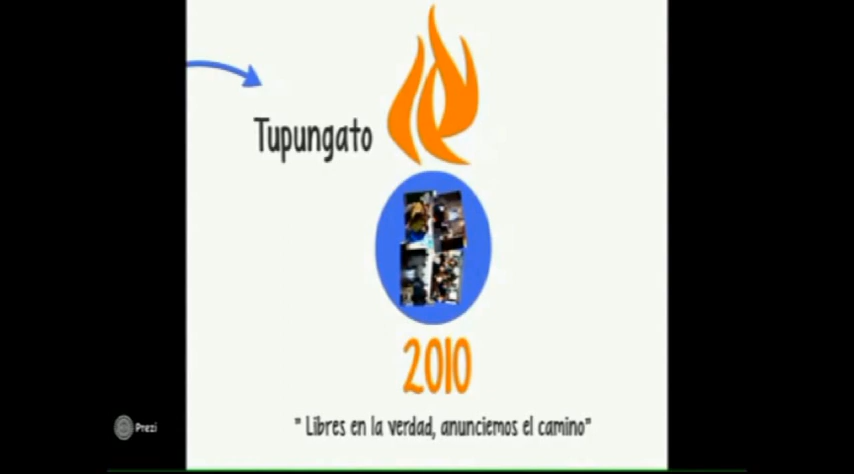 Tupungato
2010
" Libres en la verdad, anunciemos el camino"
Prezi